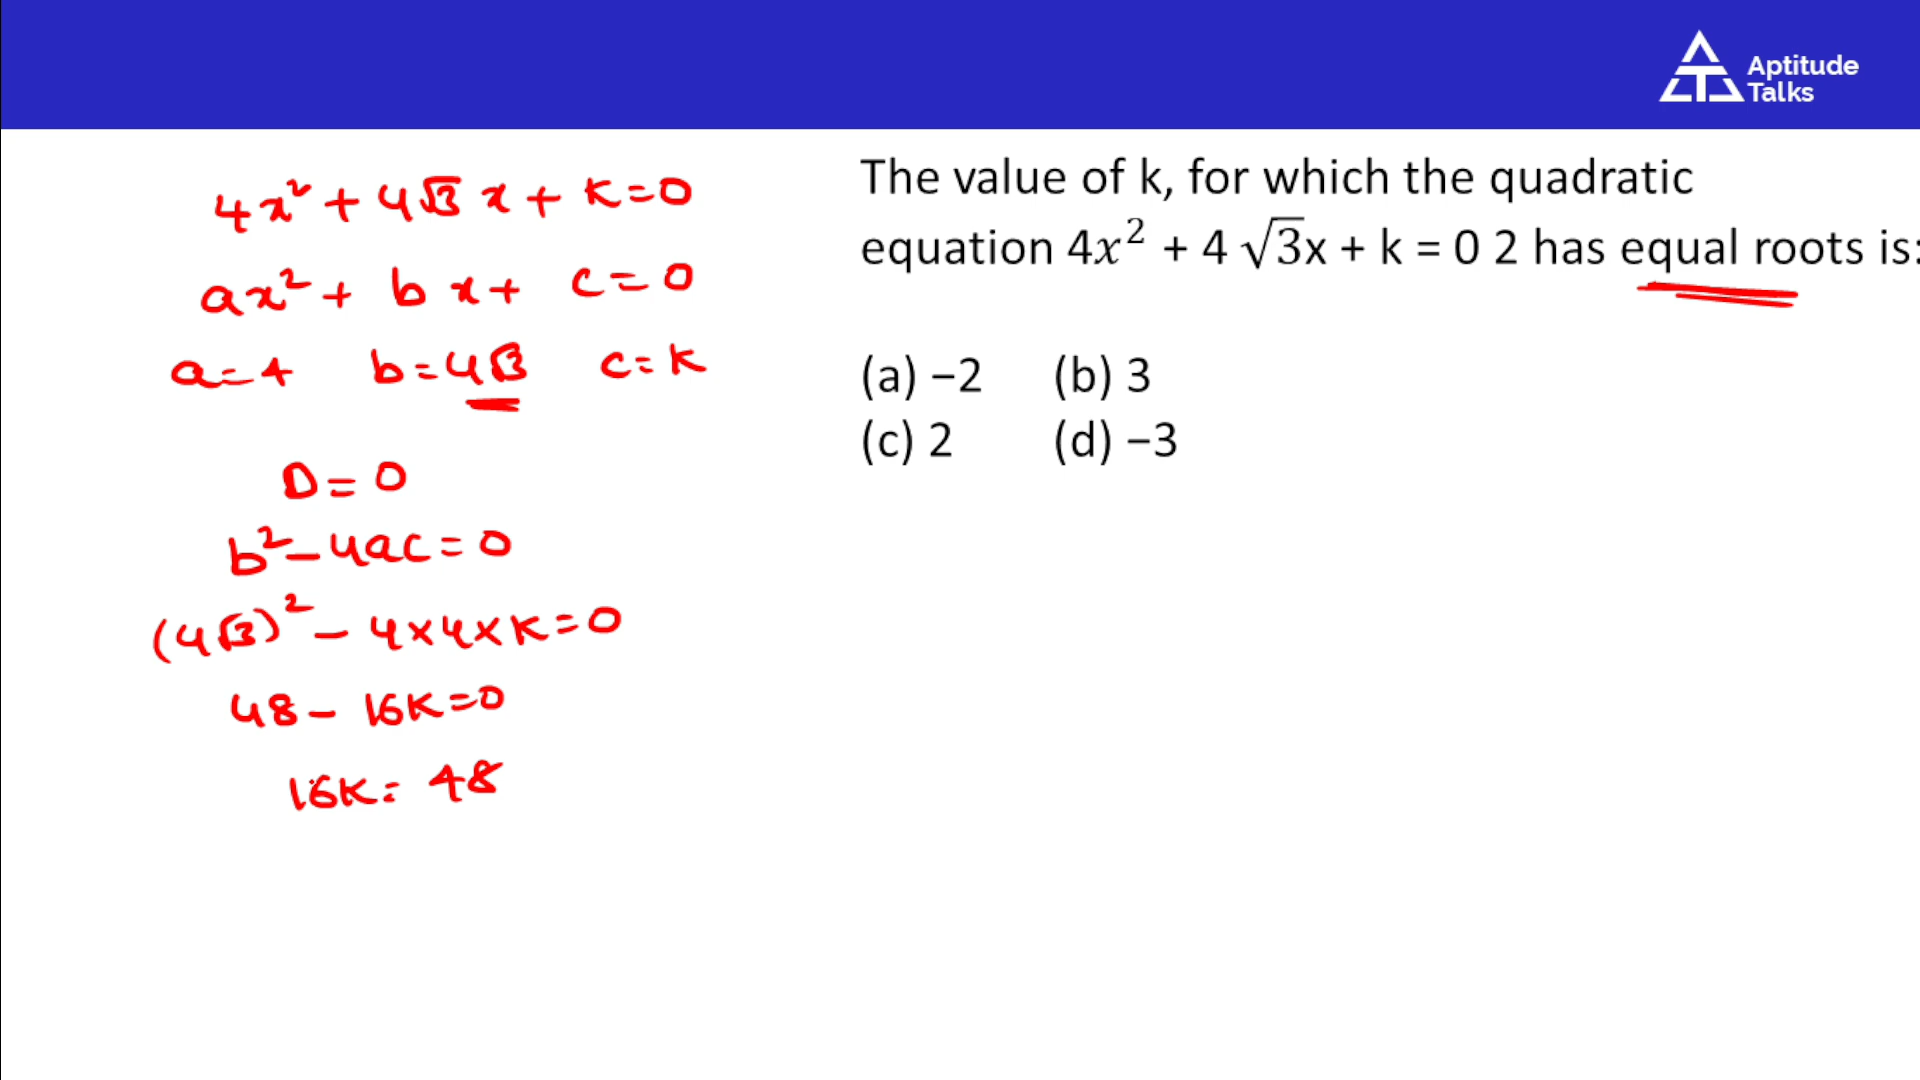 Aptitude
Talks
4x² + 4√3 x + k = 0
ax² + bx + c = 0
a = 4 b = 4√3 c = k
D = 0
b² - 4ac = 0
(4√3)² - 4 × 4 × k = 0
48 - 16k = 0
16k = 48
The value of k, for which the quadratic
equation 4x² + 4 √3x + k = 0 2 has equal roots is:
(a) −2 (b) 3
(c) 2 (d) −3